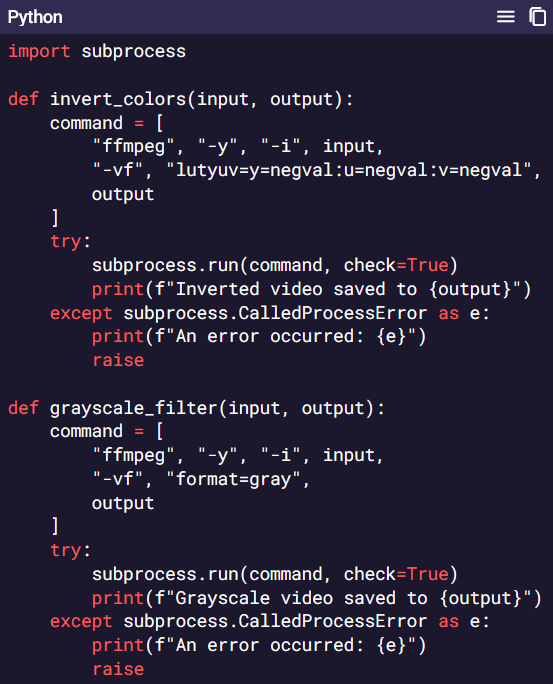 Python
import subprocess

def invert_colors(input, output):
    command = [
        "ffmpeg", "-y", "-i", input,
        "-vf", "lutyuv=y=negval:u=negval:v=negval",
        output
    ]
    try:
        subprocess.run(command, check=True)
        print(f"Inverted video saved to {output}")
    except subprocess.CalledProcessError as e:
        print(f"An error occurred: {e}")
        raise

def grayscale_filter(input, output):
    command = [
        "ffmpeg", "-y", "-i", input,
        "-vf", "format=gray",
        output
    ]
    try:
        subprocess.run(command, check=True)
        print(f"Grayscale video saved to {output}")
    except subprocess.CalledProcessError as e:
        print(f"An error occurred: {e}")
        raise